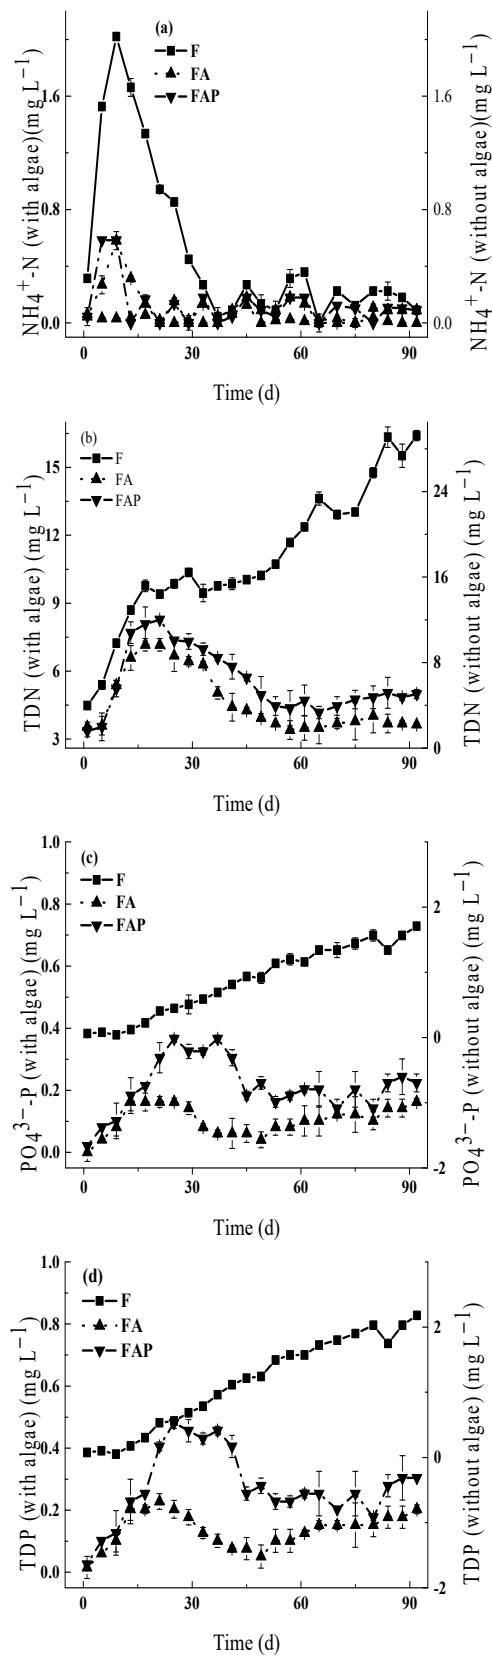 (a)
F
FA
FAP
1.6
0.8
0.0
1.6
0.8
0.0
NH4⁺-N (with algae)(mg L⁻¹)
NH4⁺-N (without algae)(mg L⁻¹)
0 30 60 90
Time (d)
(b)
F
FA
FAP
15
12
9
6
3
24
16
8
0
TDN (with algae) (mg L⁻¹)
TDN (without algae) (mg L⁻¹)
0 30 60 90
Time (d)
(c)
F
FA
FAP
1.0
0.8
0.6
0.4
0.2
0.0
2
0
-2
PO4³⁻-P (with algae) (mg L⁻¹)
PO4³⁻-P (without algae) (mg L⁻¹)
0 30 60 90
Time (d)
(d)
F
FA
FAP
1.0
0.8
0.6
0.4
0.2
0.0
2
0
-2
TDP (with algae) (mg L⁻¹)
TDP (without algae) (mg L⁻¹)
0 30 60 90
Time (d)